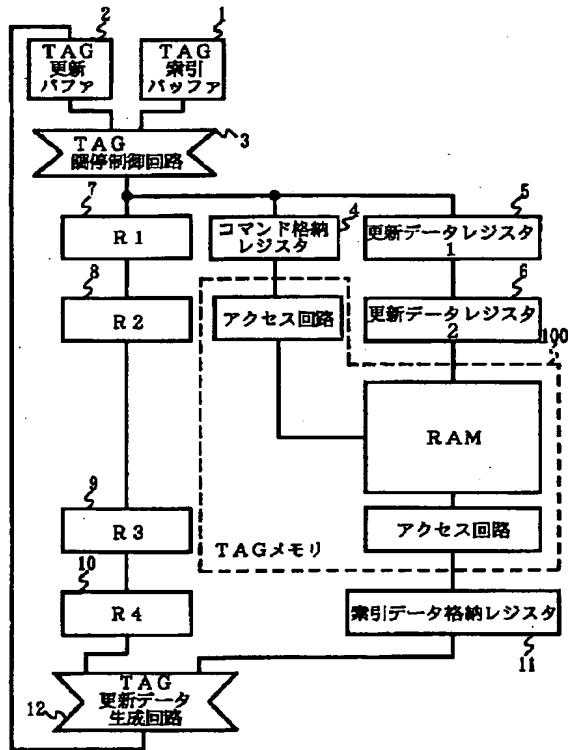 2
1
TAG
更新
バファ
TAG
索引
バッファ
TAG
調停制御回路
3
7
R1
4
コマンド格納
レジスタ
5
更新データレジスタ
1
8
R2
アクセス回路
6
更新データレジスタ
2
100
RAM
9
R3
TAGメモリ
アクセス回路
10
R4
索引データ格納レジスタ
11
TAG
更新データ
生成回路
12